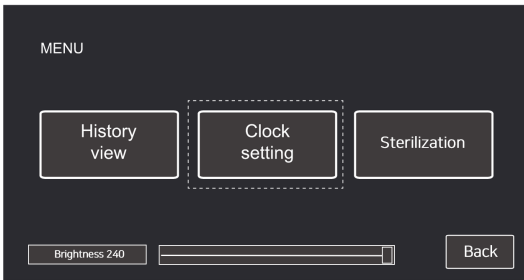 MENU
History
view
Clock
setting
Sterilization
Brightness 240
Back